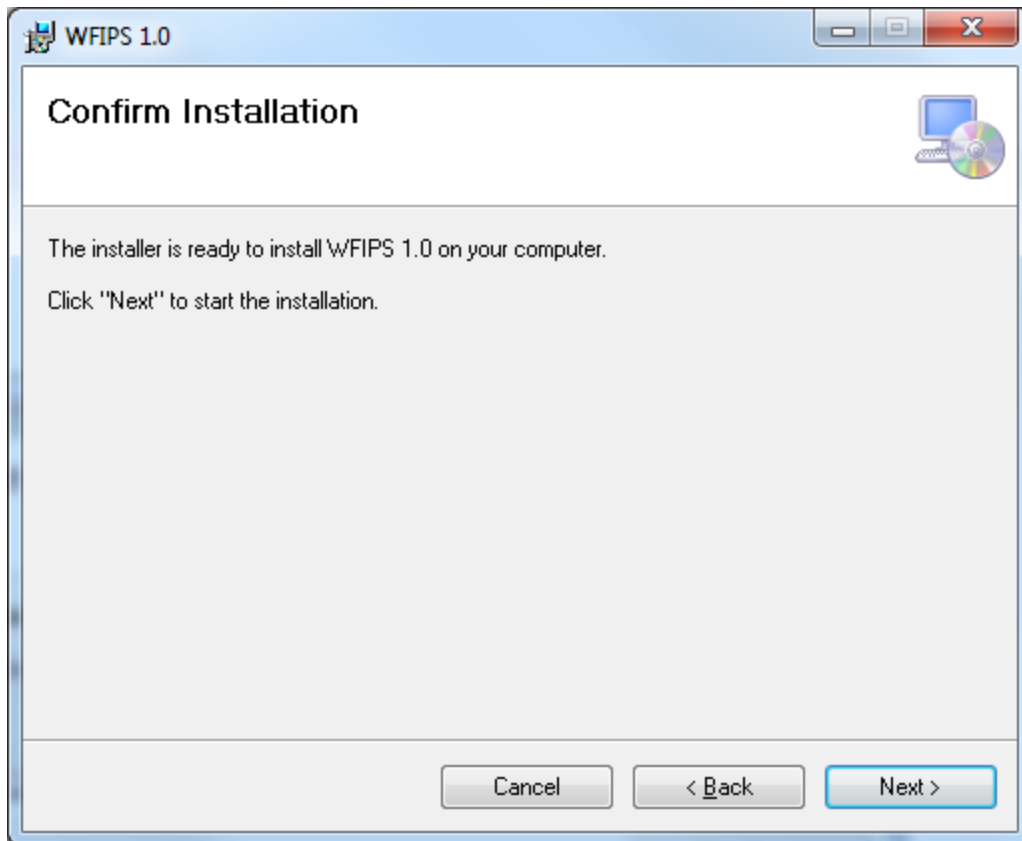 WFIPS 1.0
Confirm Installation
The installer is ready to install WFIPS 1.0 on your computer.
Click "Next" to start the installation.
Cancel
< Back
Next >